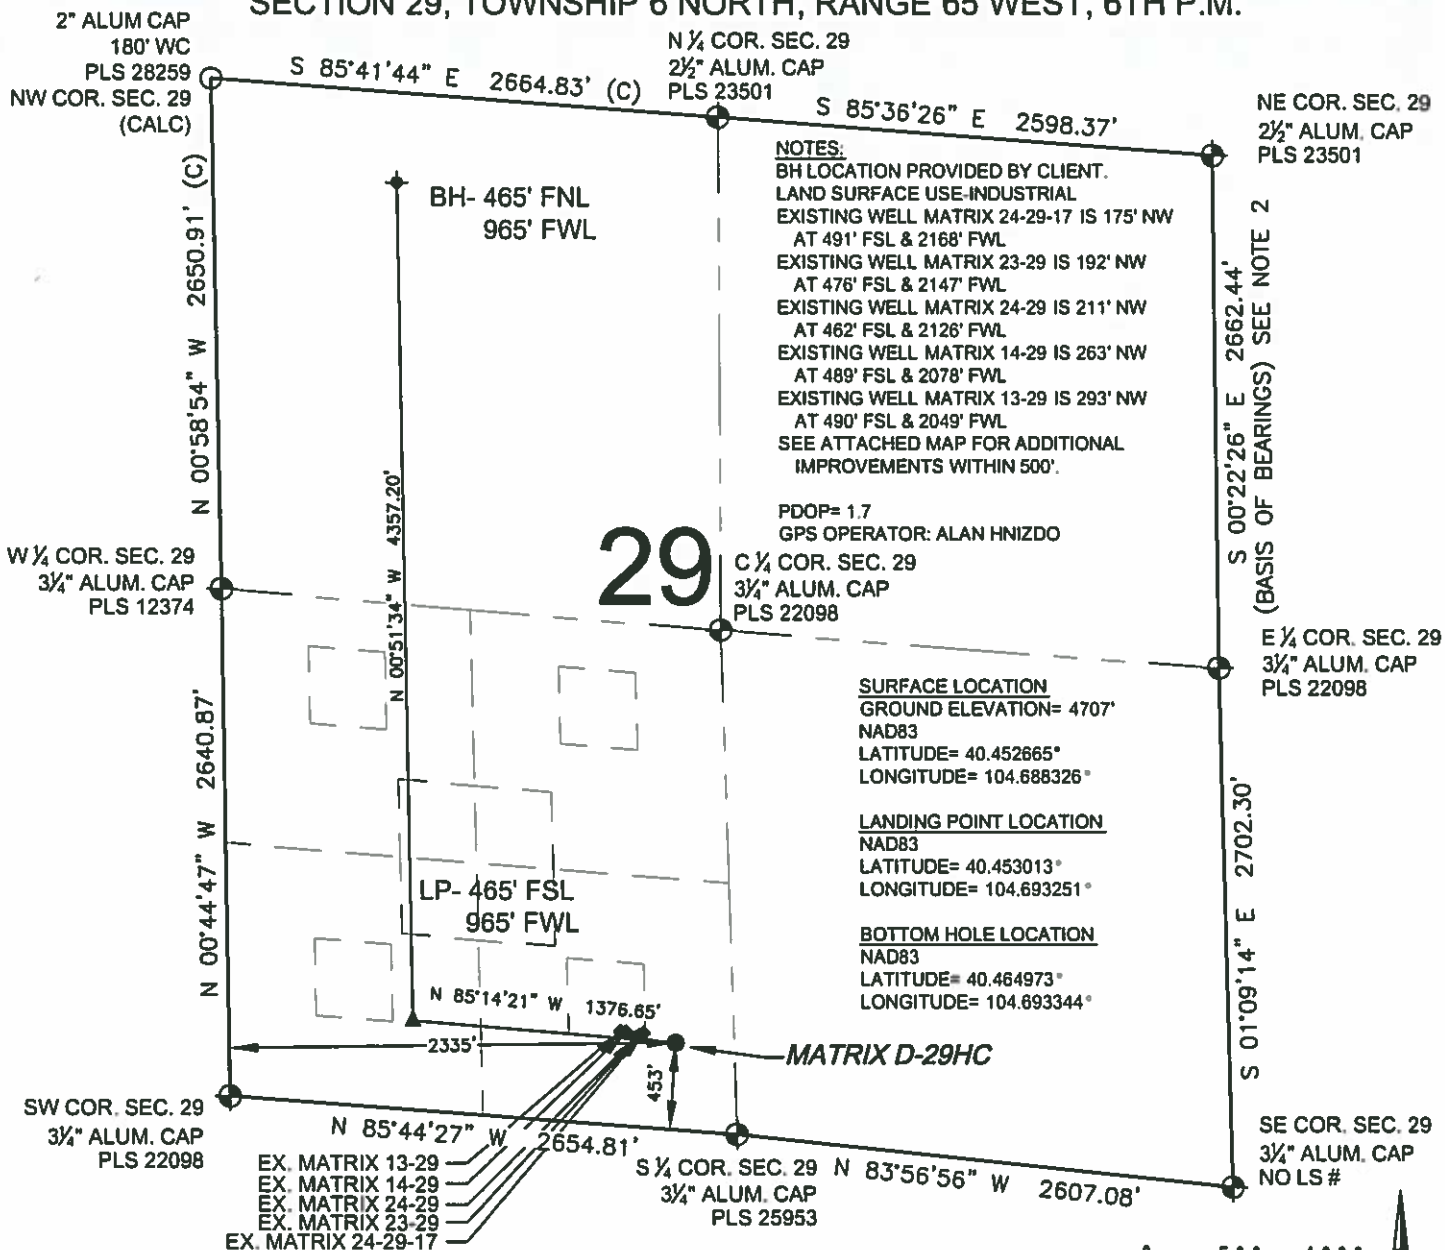 SECTION 29, TOWNSHIP 6 NORTH, RANGE 65 WEST, 6TH P.M.
2" ALUM CAP
180' WC
PLS 28259
NW COR. SEC. 29
(CALC)
S 85°41'44" E 2664.83' (C)
N ¼ COR. SEC. 29
2½" ALUM. CAP
PLS 23501
S 85°36'26" E 2598.37'
NE COR. SEC. 29
2½" ALUM. CAP
PLS 23501
N 00°58'54" W 2650.91' (C)
BH- 465' FNL
965' FWL
NOTES:
BH LOCATION PROVIDED BY CLIENT.
LAND SURFACE USE-INDUSTRIAL
EXISTING WELL MATRIX 24-29-17 IS 175' NW
AT 491' FSL & 2168' FWL
EXISTING WELL MATRIX 23-29 IS 192' NW
AT 476' FSL & 2147' FWL
EXISTING WELL MATRIX 24-29 IS 211' NW
AT 462' FSL & 2126' FWL
EXISTING WELL MATRIX 14-29 IS 263' NW
AT 489' FSL & 2078' FWL
EXISTING WELL MATRIX 13-29 IS 293' NW
AT 490' FSL & 2049' FWL
SEE ATTACHED MAP FOR ADDITIONAL
IMPROVEMENTS WITHIN 500'.
PDOP= 1.7
GPS OPERATOR: ALAN HNIZDO
S 00°22'26" E 2662.44'
(BASIS OF BEARINGS) SEE NOTE 2
N 00°51'34" W 4357.20'
29
W ¼ COR. SEC. 29
3¼" ALUM. CAP
PLS 12374
C ¼ COR. SEC. 29
3¼" ALUM. CAP
PLS 22098
E ¼ COR. SEC. 29
3¼" ALUM. CAP
PLS 22098
SURFACE LOCATION
GROUND ELEVATION= 4707'
NAD83
LATITUDE= 40.452665°
LONGITUDE= 104.688326°
LANDING POINT LOCATION
NAD83
LATITUDE= 40.453013°
LONGITUDE= 104.693251°
BOTTOM HOLE LOCATION
NAD83
LATITUDE= 40.464973°
LONGITUDE= 104.693344°
N 00°44'47" W 2640.87'
LP- 465' FSL
965' FWL
S 01°09'14" E 2702.30'
N 85°14'21" W 1376.65'
2335'
453'
MATRIX D-29HC
SW COR. SEC. 29
3¼" ALUM. CAP
PLS 22098
N 85°44'27" W 2654.81'
EX. MATRIX 13-29
EX. MATRIX 14-29
EX. MATRIX 24-29
EX. MATRIX 23-29
EX. MATRIX 24-29-17
S ¼ COR. SEC. 29
3¼" ALUM. CAP
PLS 25953
N 83°56'56" W 2607.08'
SE COR. SEC. 29
3¼" ALUM. CAP
NO LS #